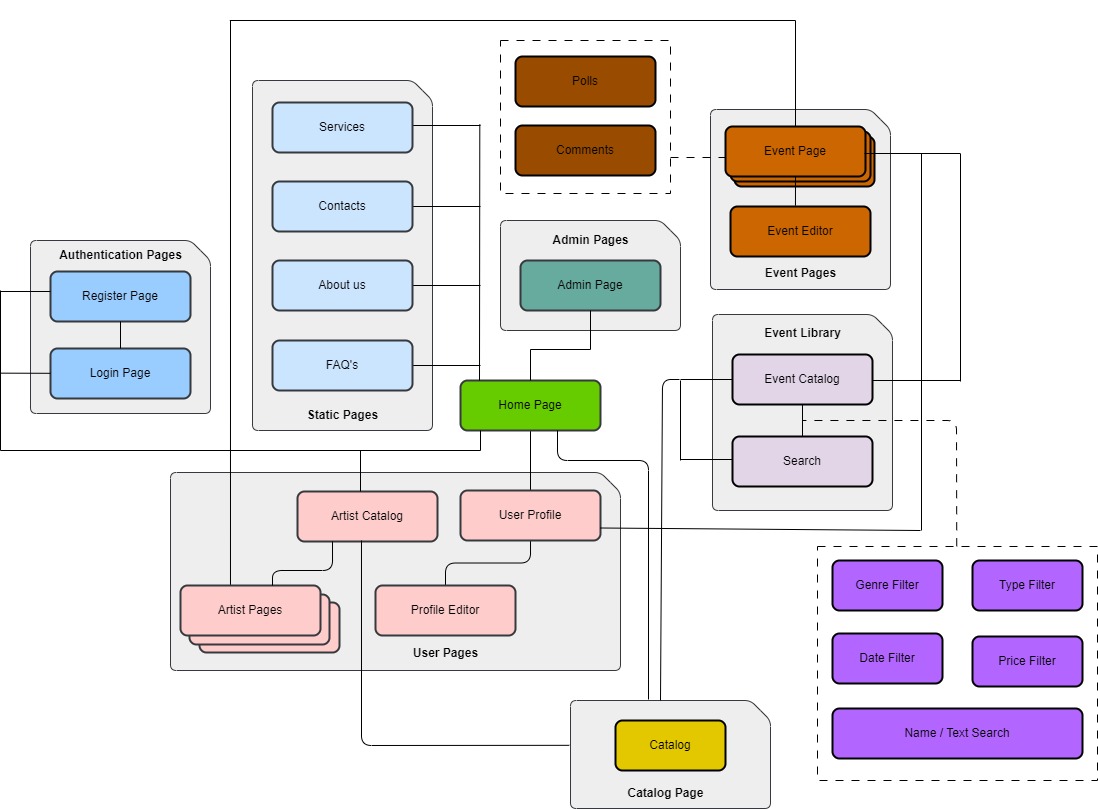 Polls
Comments
Services
Contacts
About us
FAQ's
Static Pages
Event Page
Event Editor
Event Pages
Authentication Pages
Register Page
Login Page
Admin Pages
Admin Page
Home Page
Event Library
Event Catalog
Search
Artist Catalog
User Profile
Artist Pages
Profile Editor
User Pages
Genre Filter
Type Filter
Date Filter
Price Filter
Name / Text Search
Catalog
Catalog Page